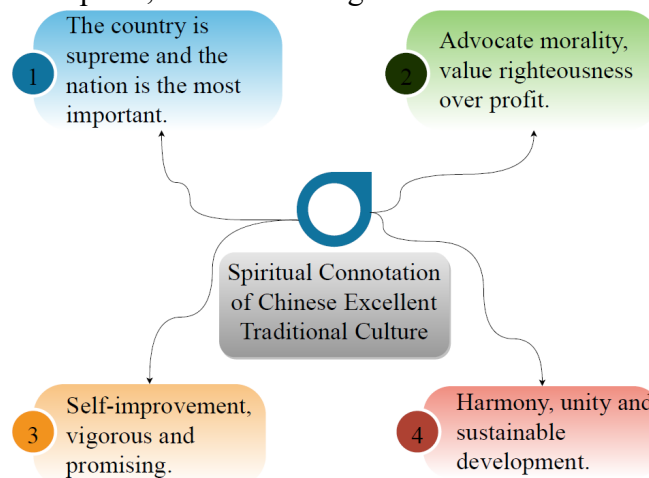 The country is
supreme and the
nation is the most
important.
1
Advocate morality,
value righteousness
over profit.
2
Spiritual Connotation
of Chinese Excellent
Traditional Culture
Self-improvement,
vigorous and
promising.
3
Harmony, unity and
sustainable
development.
4